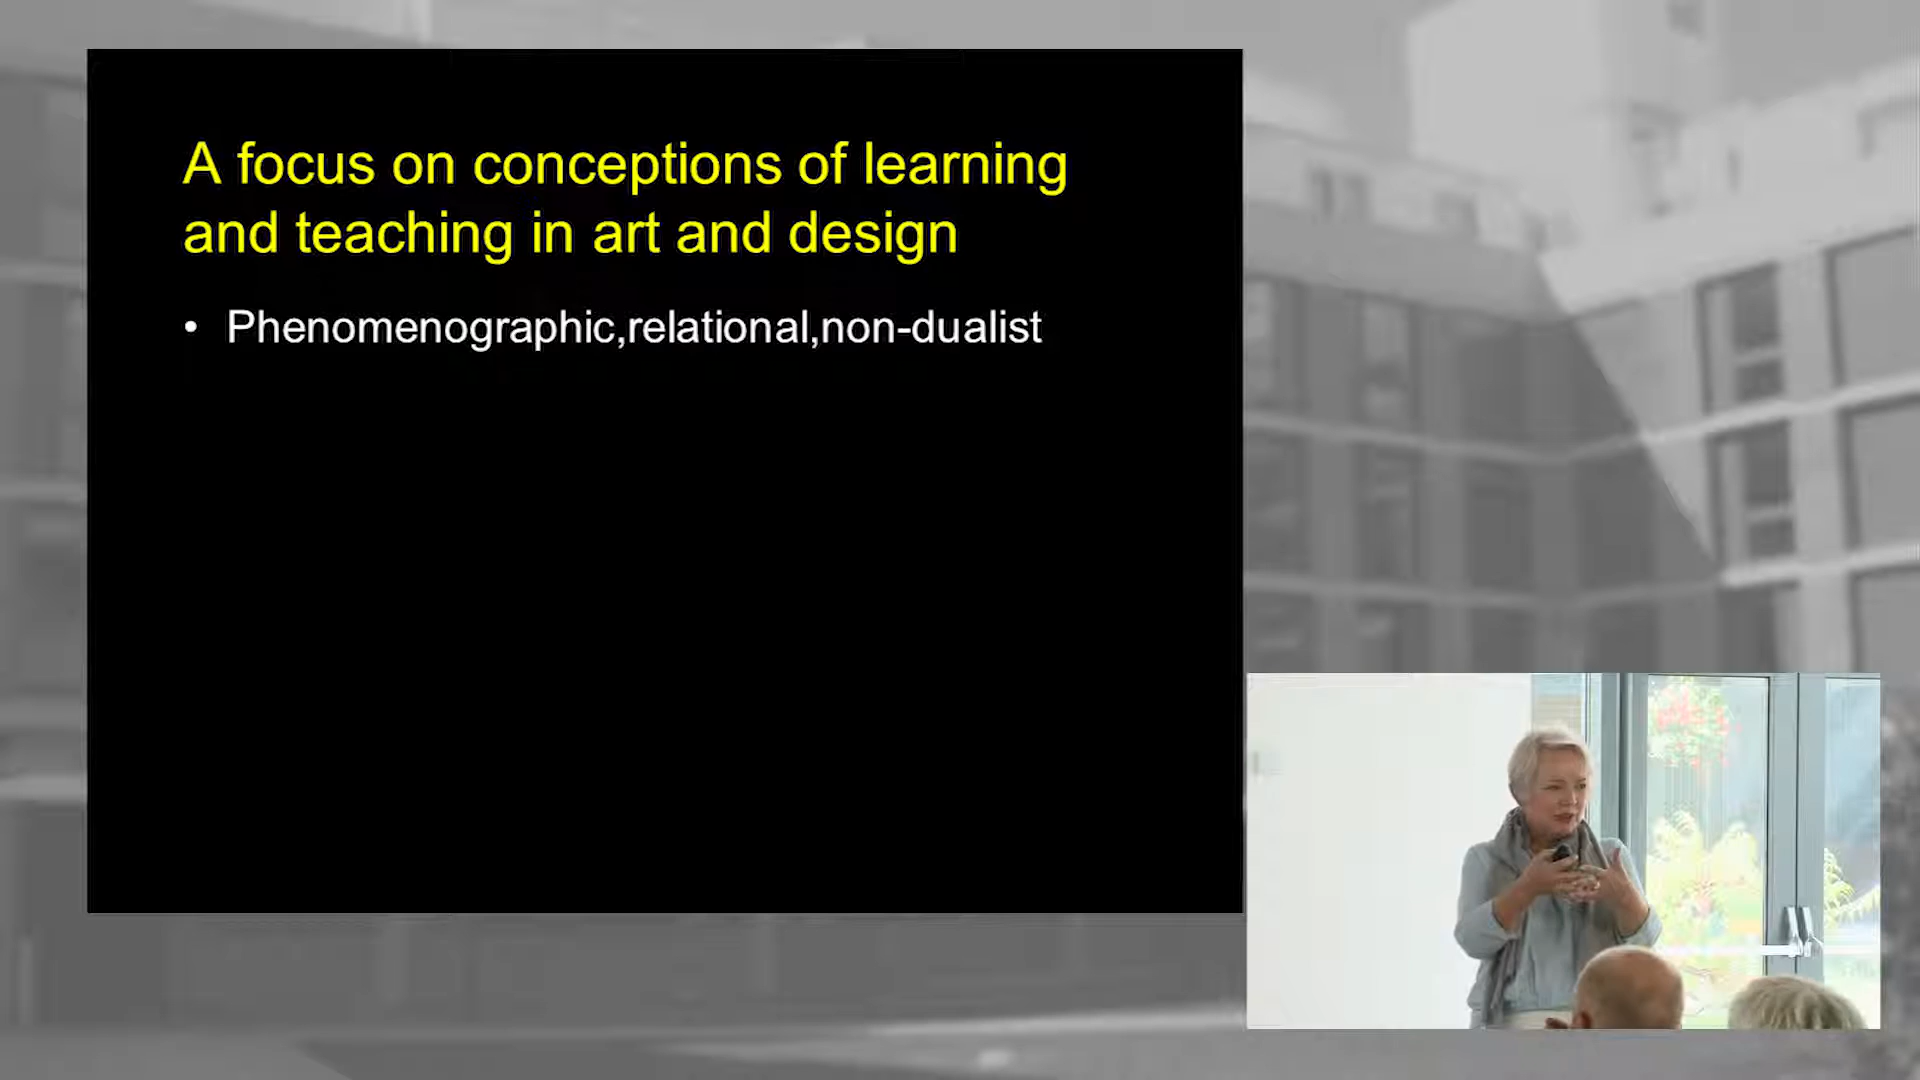 A focus on conceptions of learning
and teaching in art and design
• Phenomenographic,relational,non-dualist